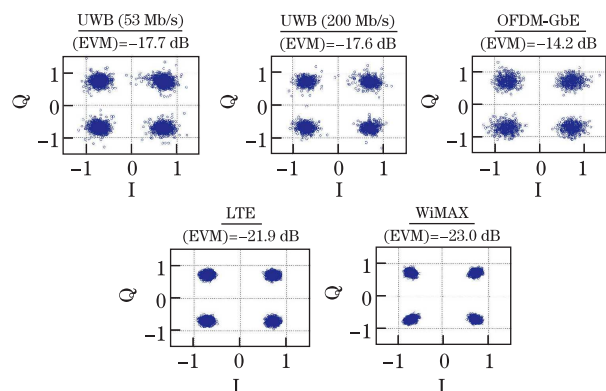 UWB (53 Mb/s)
(EVM)=−17.7 dB
Q
1
0
−1
−1
0
1
I
UWB (200 Mb/s)
(EVM)=−17.6 dB
Q
1
0
−1
−1
0
1
I
OFDM-GbE
(EVM)=−14.2 dB
Q
1
0
−1
−1
0
1
I
LTE
(EVM)=−21.9 dB
Q
1
0
−1
−1
0
1
I
WiMAX
(EVM)=−23.0 dB
Q
1
0
−1
−1
0
1
I